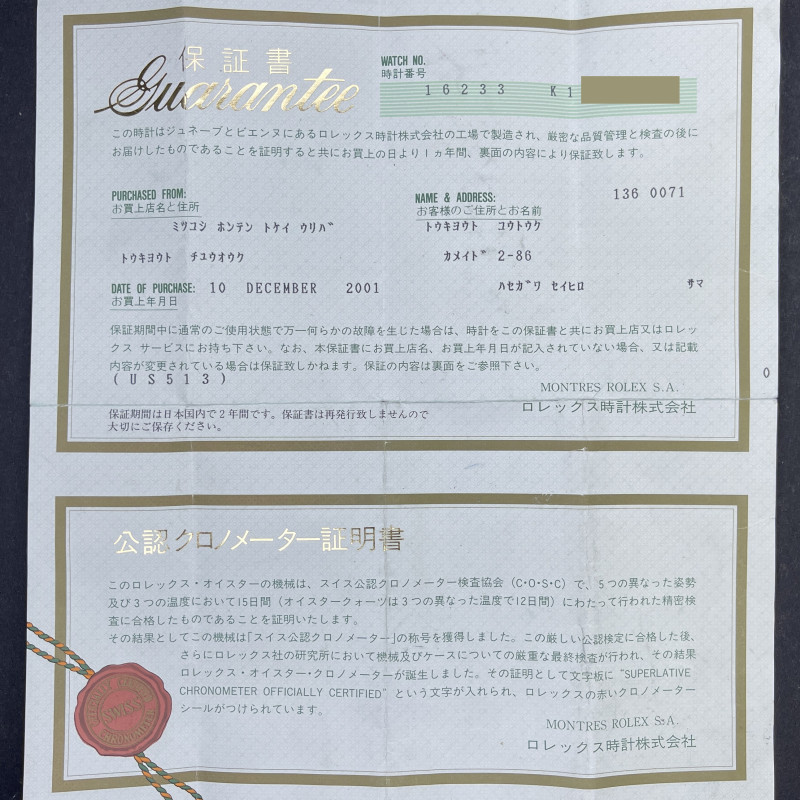 保証書
Guarantee
WATCH NO.
時計番号
16233 K1
この時計はジュネーブとビエンヌにあるロレックス時計株式会社の工場で製造され、厳密な品質管理と検査の後に
お届けしたものであることを証明すると共にお買上の日より1ヵ年間、裏面の内容により保証致します。
PURCHASED FROM:
お買上店名と住所
ミツコシ ホンテン トケイ ウリバ
トウキヨウト チユウオウク
NAME & ADDRESS:
お客様のご住所とお名前
136 0071
トウキヨウト コウトウク
カメイド 2-86
DATE OF PURCHASE: 10 DECEMBER 2001
お買上年月日
ハセガワ セイヒロ サマ
保証期間中に通常のご使用状態で万一何らかの故障を生じた場合は、時計をこの保証書と共にお買上店又はロレッ
クス サービスにお持ち下さい。なお、本保証書にお買上店名、お買上年月日が記入されていない場合、又は記載
内容が変更されている場合は保証致しかねます。保証の内容は裏面をご参照下さい。
(US513)
MONTRES ROLEX S.A.
ロレックス時計株式会社
保証期間は日本国内で2年間です。保証書は再発行致しませんので
大切にご保存ください。
O
公認クロノメーター証明書
このロレックス・オイスターの機械は、スイス公認クロノメーター検査協会(C・O・S・C)で、5つの異なった姿勢
及び3つの温度において15日間(オイスタークォーツは3つの異なった温度で12日間)にわたって行われた精密検
査に合格したものであることを証明いたします。
その結果としてこの機械は「スイス公認クロノメーター」の称号を獲得しました。この厳しい公認検定に合格した後、
さらにロレックス社の研究所において機械及びケースについての厳重な最終検査が行われ、その結果
ロレックス・オイスター・クロノメーターが誕生しました。その証明として文字板に "SUPERLATIVE
CHRONOMETER OFFICIALLY CERTIFIED" という文字が入れられ、ロレックスの赤いクロノメーター
シールがつけられています。
MONTRES ROLEX S.A.
ロレックス時計株式会社